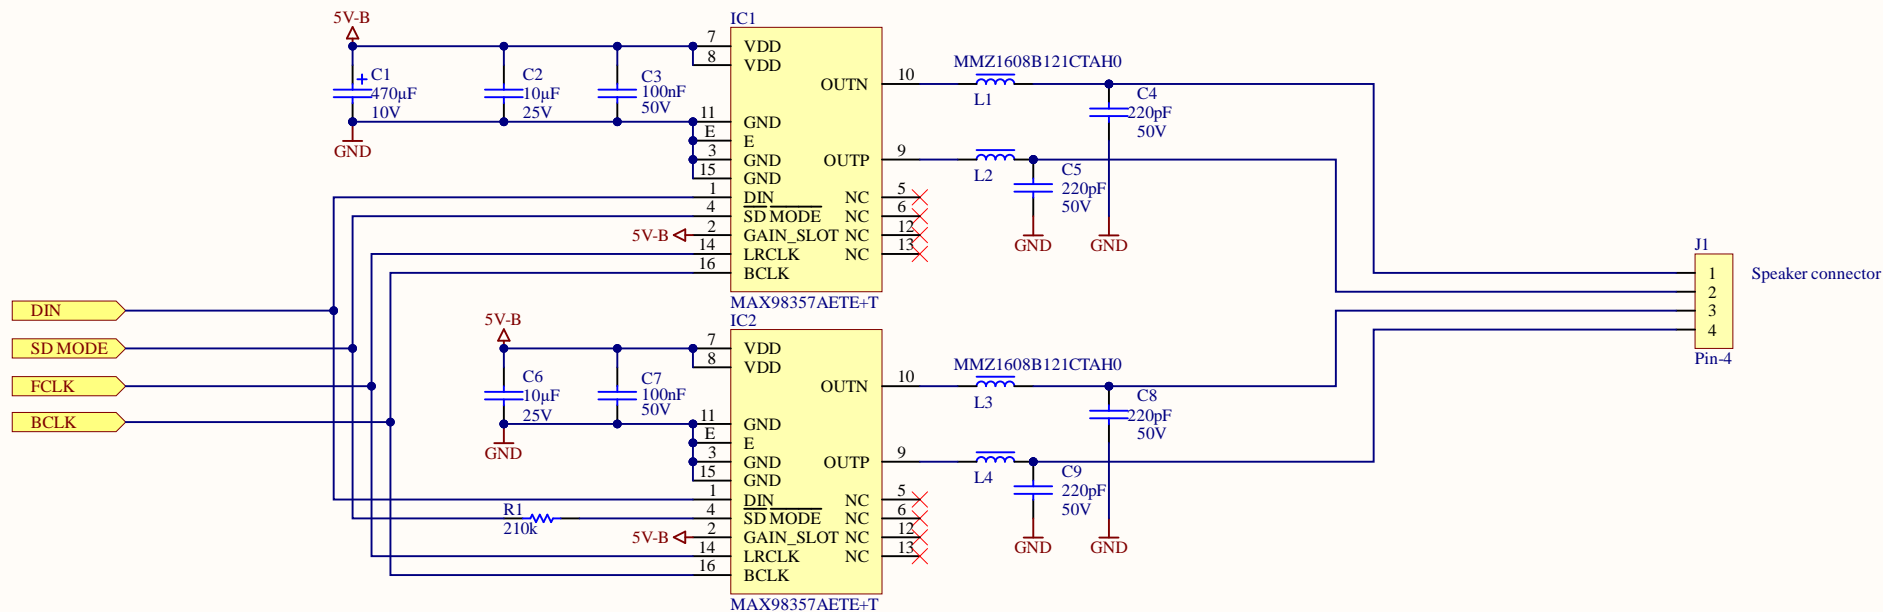 5V-B
C1
470µF
10V
C2
10µF
25V
C3
100nF
50V
GND
IC1
7
VDD
8
VDD
11
GND
E
E
3
GND
15
GND
1
DIN
4
SD MODE
5V-B
2
GAIN_SLOT
14
LRCLK
16
BCLK
OUTN
10
OUTP
9
NC
5
NC
6
NC
12
NC
13
MAX98357AETE+T
MMZ1608B121CTAH0
L1
C4
220pF
50V
L2
C5
220pF
50V
GND
GND
J1
1
2
3
4
Pin-4
Speaker connector
DIN
SD MODE
FCLK
BCLK
5V-B
C6
10µF
25V
C7
100nF
50V
GND
IC2
7
VDD
8
VDD
11
GND
E
E
3
GND
15
GND
1
DIN
R1
210k
4
SD MODE
5V-B
2
GAIN_SLOT
14
LRCLK
16
BCLK
OUTN
10
OUTP
9
NC
5
NC
6
NC
12
NC
13
MAX98357AETE+T
MMZ1608B121CTAH0
L3
C8
220pF
50V
L4
C9
220pF
50V
GND
GND